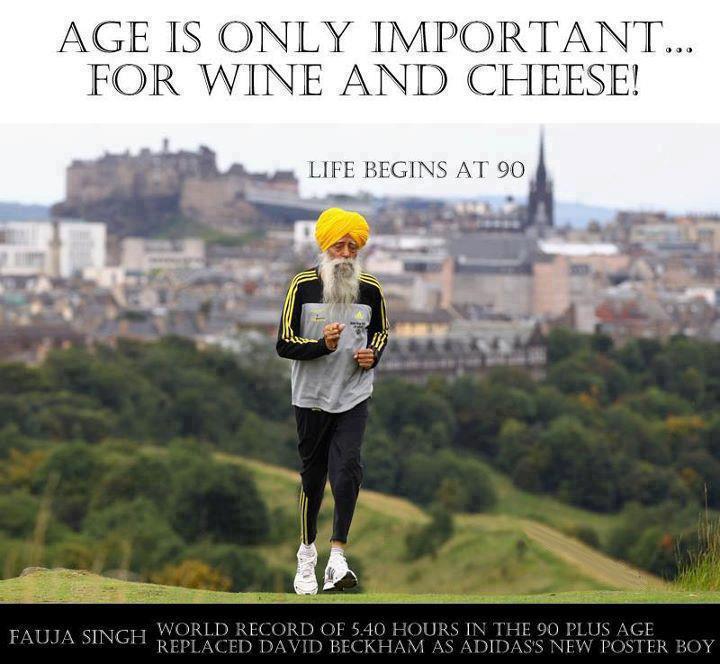 AGE IS ONLY IMPORTANT...
FOR WINE AND CHEESE!
LIFE BEGINS AT 90
FAUJA SINGH WORLD RECORD OF 5.40 HOURS IN THE 90 PLUS AGE
REPLACED DAVID BECKHAM AS ADIDAS'S NEW POSTER BOY